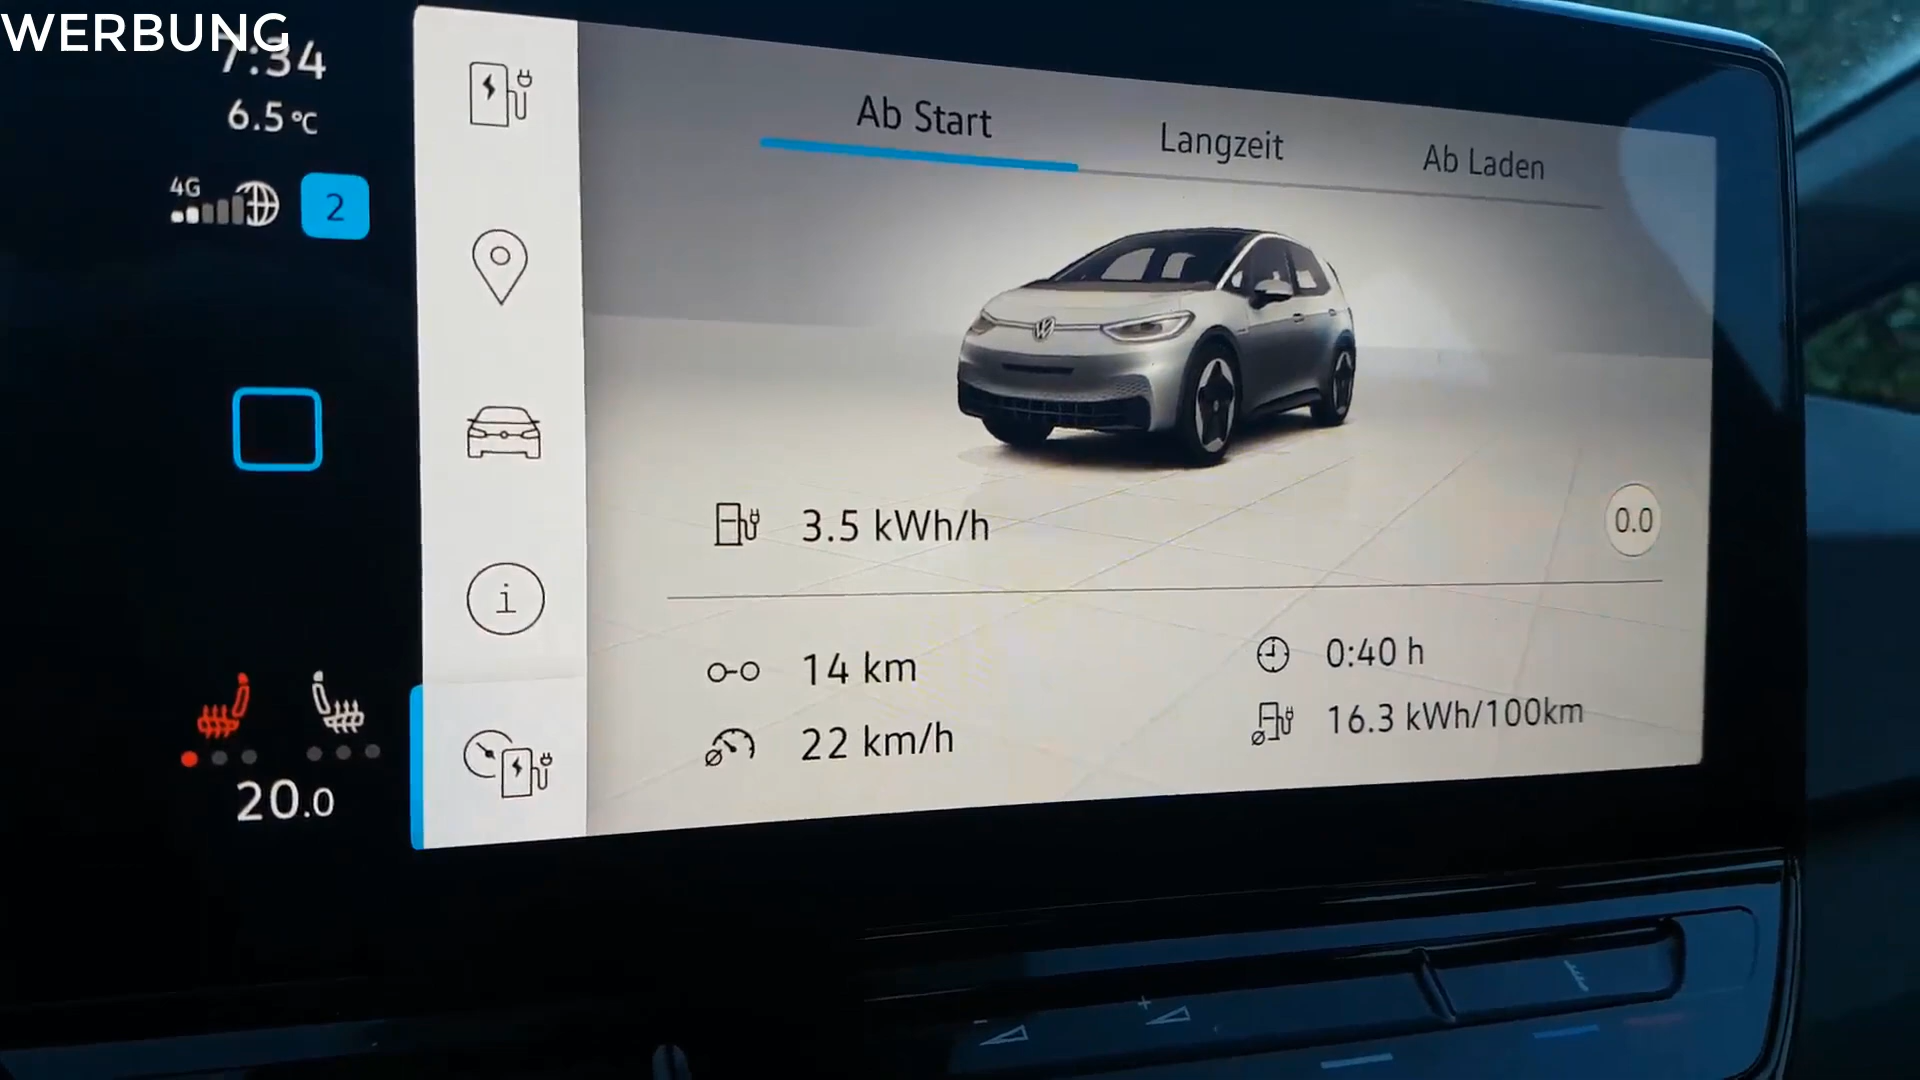 WERBUNG
7:34
6.5°C
4G
2
20.0
Ab Start
Langzeit
Ab Laden
3.5 kWh/h
0.0
14 km
0:40 h
22 km/h
16.3 kWh/100km